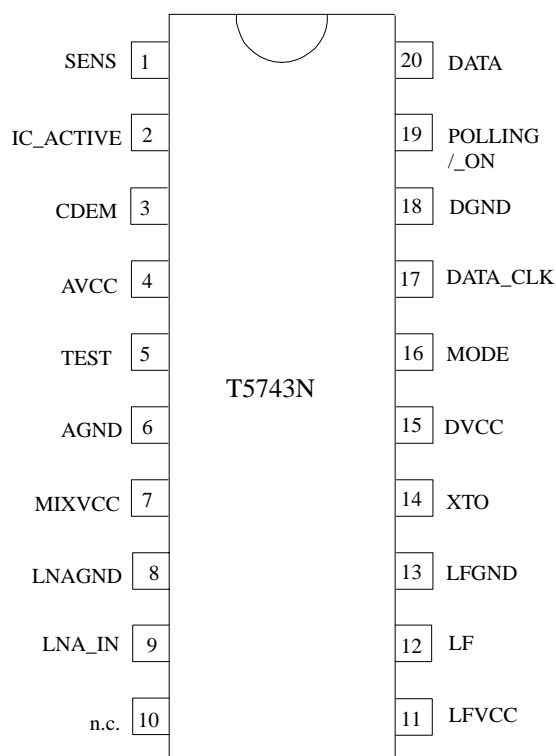 SENS 1 20 DATA
IC_ACTIVE 2 19 POLLING
/_ON
CDEM 3 18 DGND
AVCC 4 17 DATA_CLK
TEST 5 16 MODE
T5743N
AGND 6 15 DVCC
MIXVCC 7 14 XTO
LNAGND 8 13 LFGND
LNA_IN 9 12 LF
n.c. 10 11 LFVCC